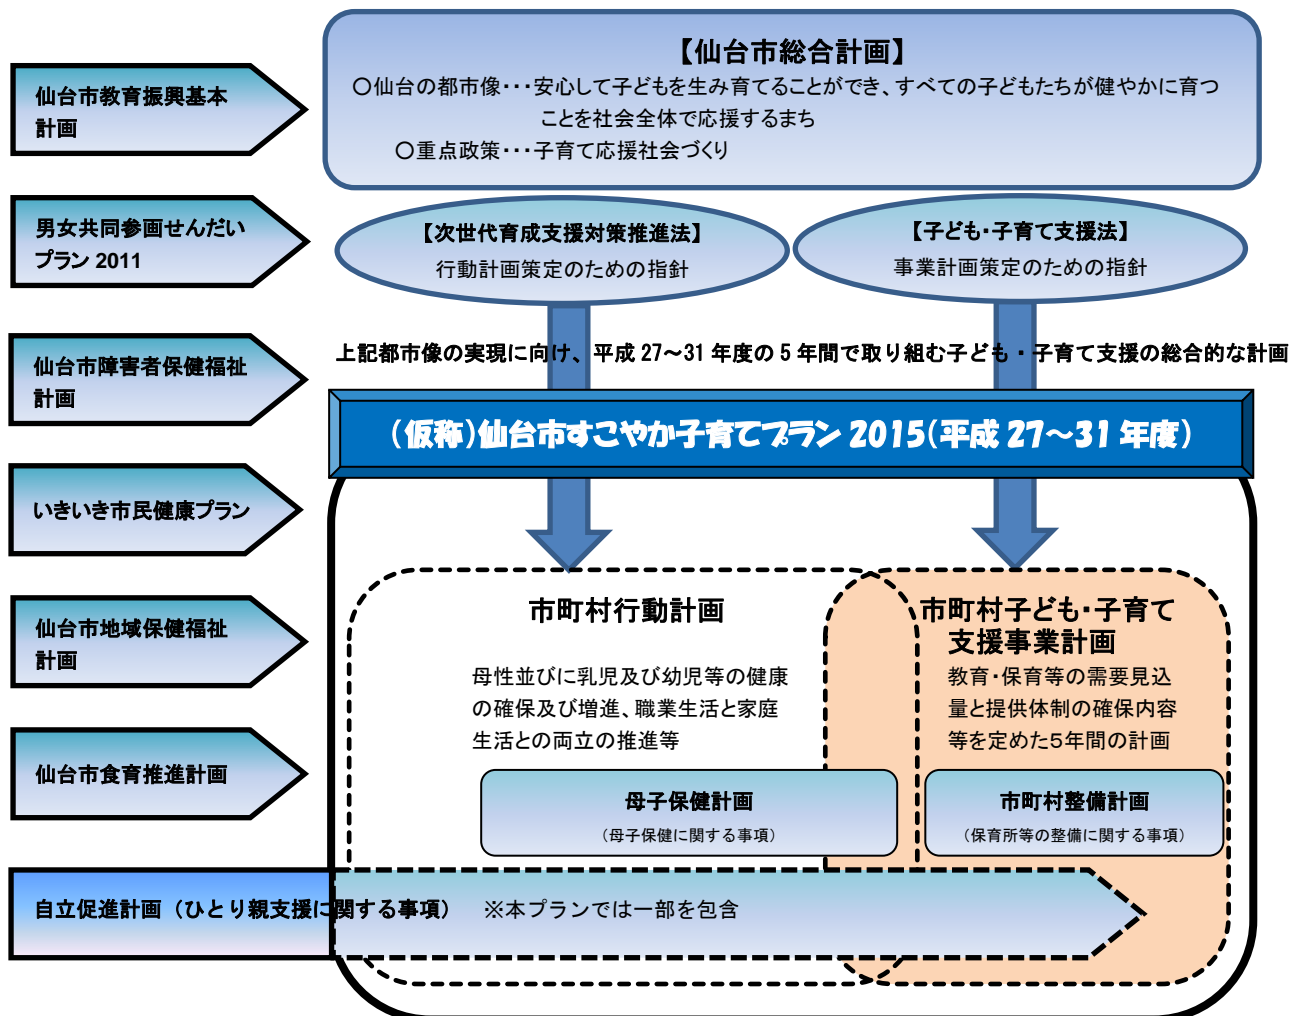 【仙台市総合計画】
〇仙台の都市像・・・安心して子どもを生み育てることができ、すべての子どもたちが健やかに育つ
ことを社会全体で応援するまち
〇重点政策・・・子育て応援社会づくり
仙台市教育振興基本
計画
男女共同参画せんだい
プラン 2011
仙台市障害者保健福祉
計画
いきいき市民健康プラン
仙台市地域保健福祉
計画
仙台市食育推進計画
【次世代育成支援対策推進法】
行動計画策定のための指針
【子ども・子育て支援法】
事業計画策定のための指針
上記都市像の実現に向け、平成 27～31 年度の 5 年間で取り組む子ども・子育て支援の総合的な計画
(仮称)仙台市すこやか子育てプラン 2015(平成 27～31 年度)
市町村行動計画
母性並びに乳児及び幼児等の健康
の確保及び増進、職業生活と家庭
生活との両立の推進等
市町村子ども・子育て
支援事業計画
教育・保育等の需要見込
量と提供体制の確保内容
等を定めた５年間の計画
母子保健計画
(母子保健に関する事項)
市町村整備計画
(保育所等の整備に関する事項)
自立促進計画（ひとり親支援に関する事項） ※本プランでは一部を包含